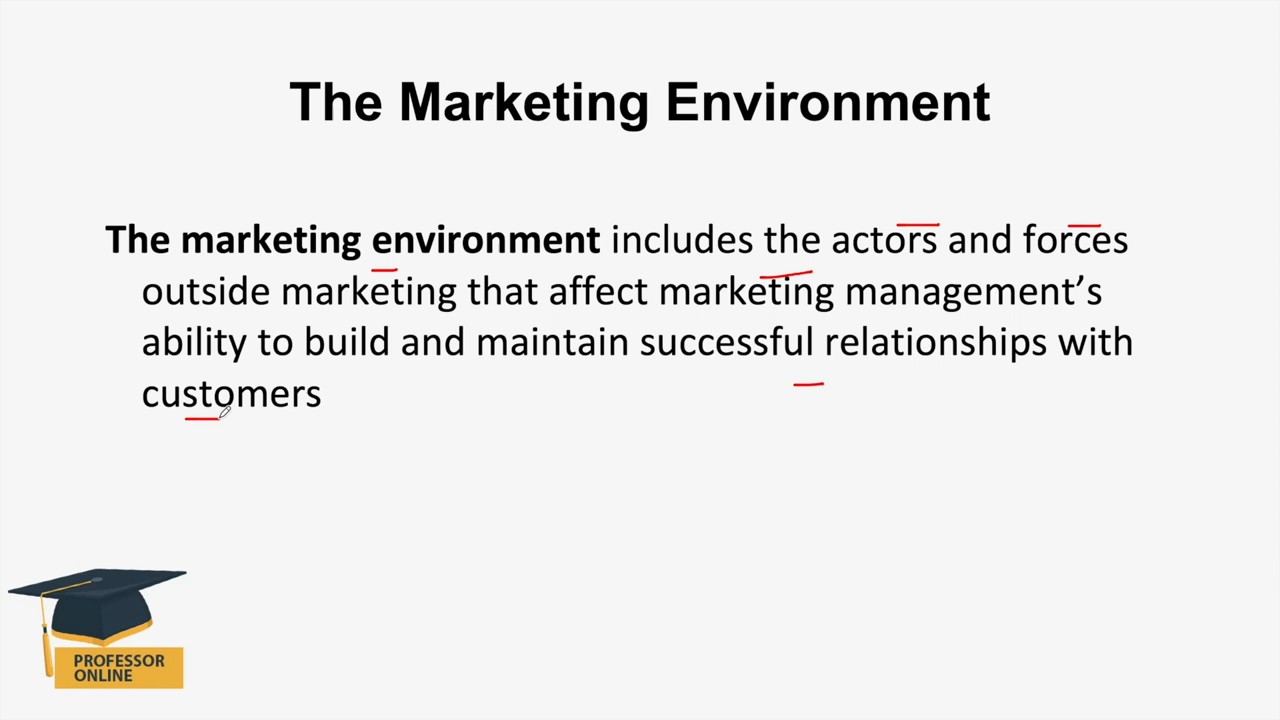 The Marketing Environment
The marketing environment includes the actors and forces
outside marketing that affect marketing management’s
ability to build and maintain successful relationships with
customers
PROFESSOR
ONLINE